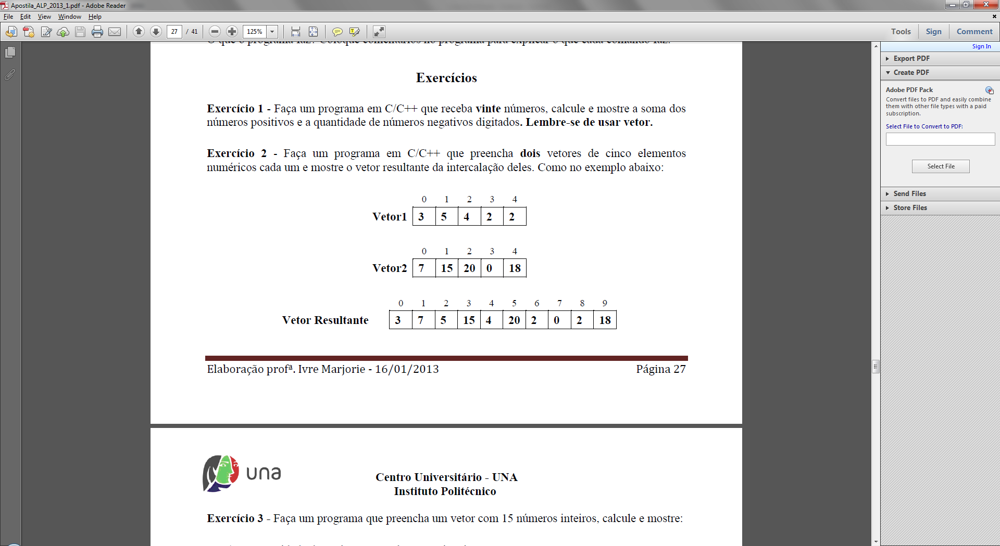 Apostila_ALP_2013_1.pdf - Adobe Reader
File Edit View Window Help
27 / 41 125% Tools Sign Comment
Sign In
Export PDF
Create PDF
Adobe PDF Pack
Convert files to PDF and easily combine
them with other file types with a paid
subscription.
Select File to Convert to PDF:
Select File
Send Files
Store Files
O que o programa faz? Coloque comentários no programa para explicar o que cada comando faz.
Exercícios
Exercício 1 - Faça um programa em C/C++ que receba vinte números, calcule e mostre a soma dos
números positivos e a quantidade de números negativos digitados. Lembre-se de usar vetor.
Exercício 2 - Faça um programa em C/C++ que preencha dois vetores de cinco elementos
numéricos cada um e mostre o vetor resultante da intercalação deles. Como no exemplo abaixo:
0 1 2 3 4
Vetor1 3 5 4 2 2
0 1 2 3 4
Vetor2 7 15 20 0 18
0 1 2 3 4 5 6 7 8 9
Vetor Resultante 3 7 5 15 4 20 2 0 2 18
Elaboração profª. Ivre Marjorie - 16/01/2013 Página 27
una
Centro Universitário - UNA
Instituto Politécnico
Exercício 3 - Faça um programa que preencha um vetor com 15 números inteiros, calcule e mostre: